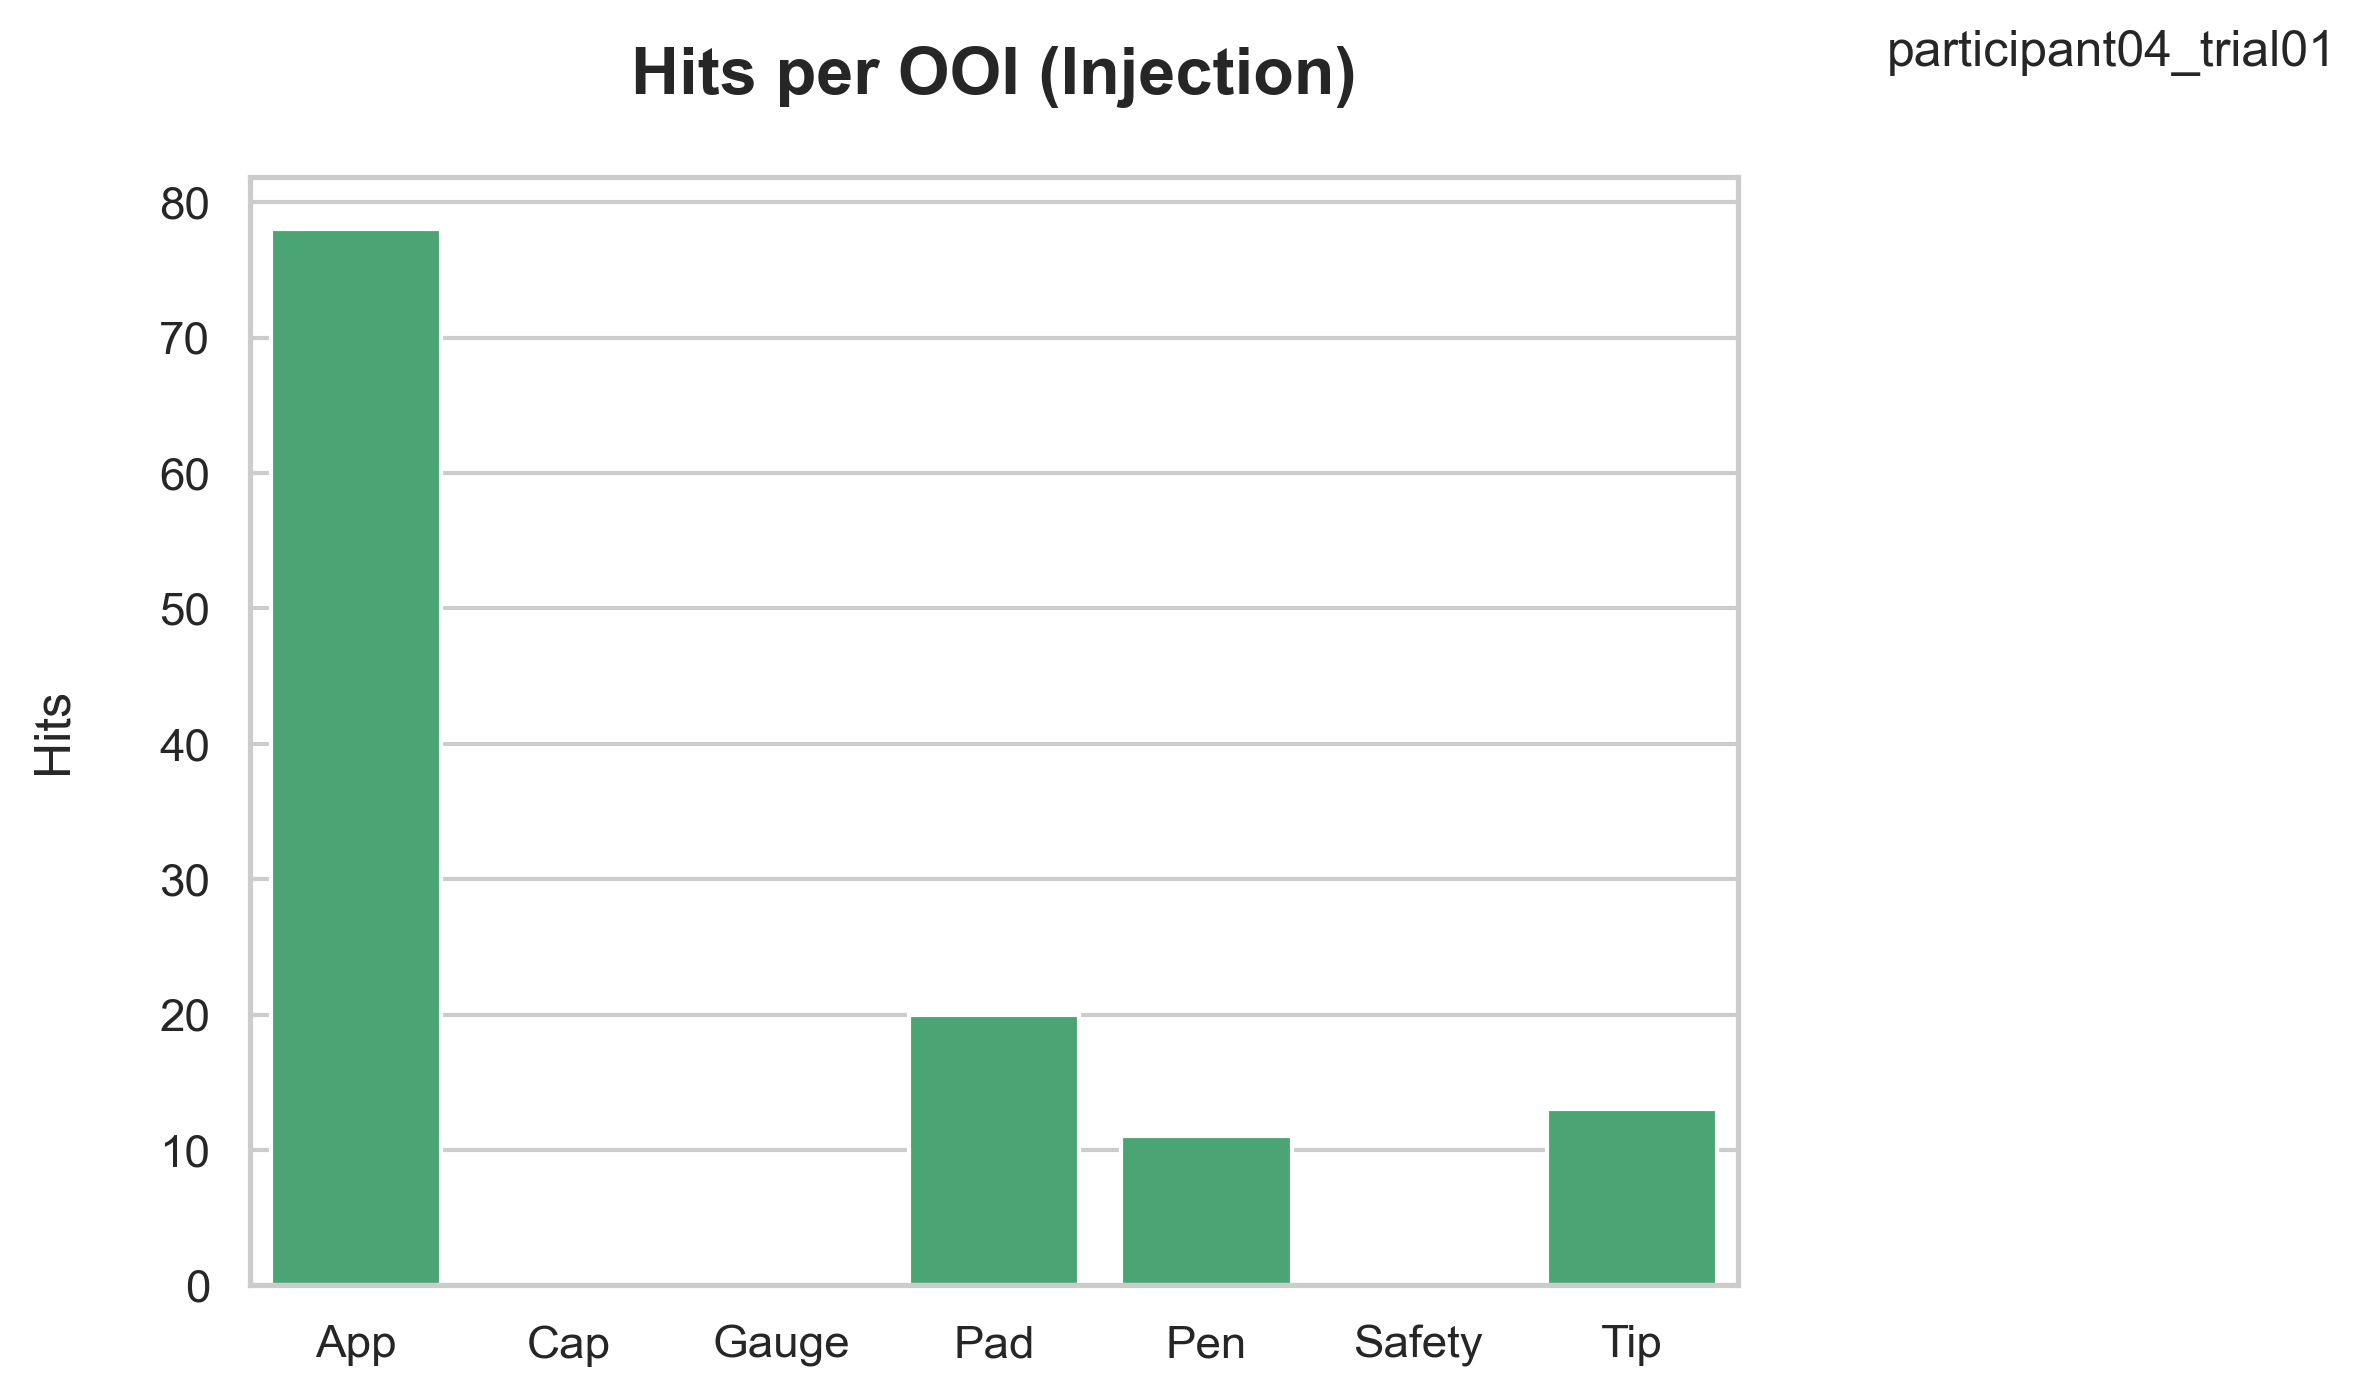 participant04_trial01
Hits per OOI (Injection)
Hits
80
70
60
50
40
30
20
10
0
App Cap Gauge Pad Pen Safety Tip